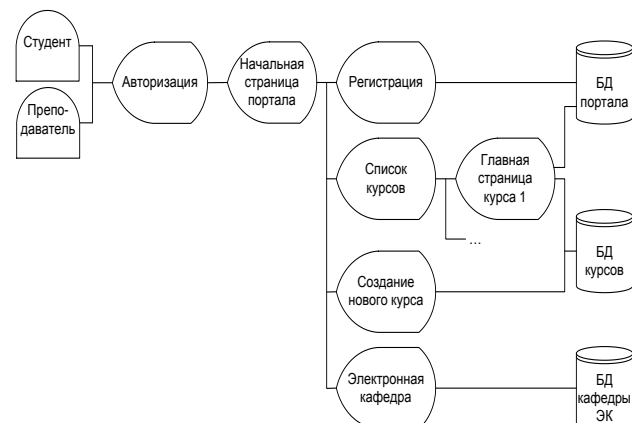 Студент
Препо-
даватель
Авторизация
Начальная
страница
портала
Регистрация
БД
портала
Список
курсов
Главная
страница
курса 1
...
Создание
нового курса
БД
курсов
Электронная
кафедра
БД
кафедры
ЭК